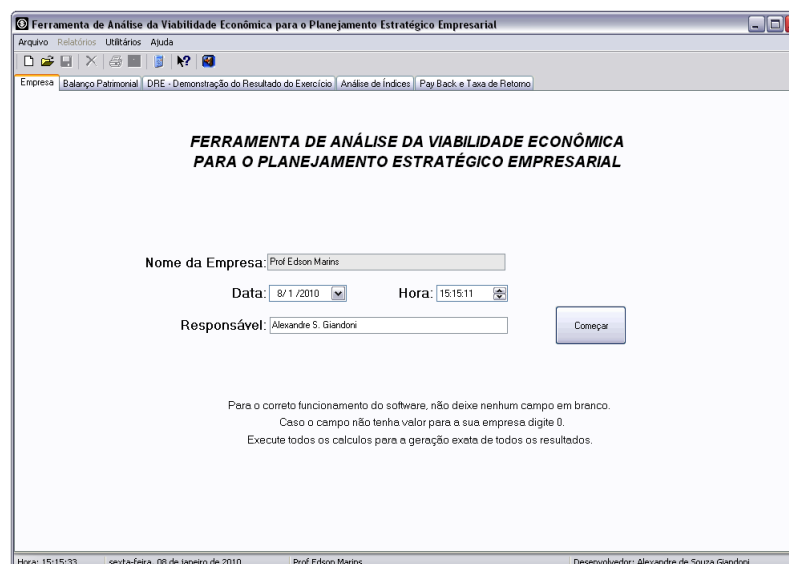 Ferramenta de Análise da Viabilidade Econômica para o Planejamento Estratégico Empresarial
Arquivo Relatórios Utilitários Ajuda
Empresa Balanço Patrimonial DRE - Demonstração do Resultado do Exercício Análise de Índices Pay Back e Taxa de Retorno
FERRAMENTA DE ANÁLISE DA VIABILIDADE ECONÔMICA
PARA O PLANEJAMENTO ESTRATÉGICO EMPRESARIAL
Nome da Empresa: Prof Edson Marins
Data: 8/ 1 /2010 Hora: 15:15:11
Responsável: Alexandre S. Giandoni
Começar
Para o correto funcionamento do software, não deixe nenhum campo em branco.
Caso o campo não tenha valor para a sua empresa digite 0.
Execute todos os calculos para a geração exata de todos os resultados.
Hora: 15:15:33 sexta-feira, 08 de janeiro de 2010 Prof Edson Marins Desenvolvedor: Alexandre de Souza Giandoni